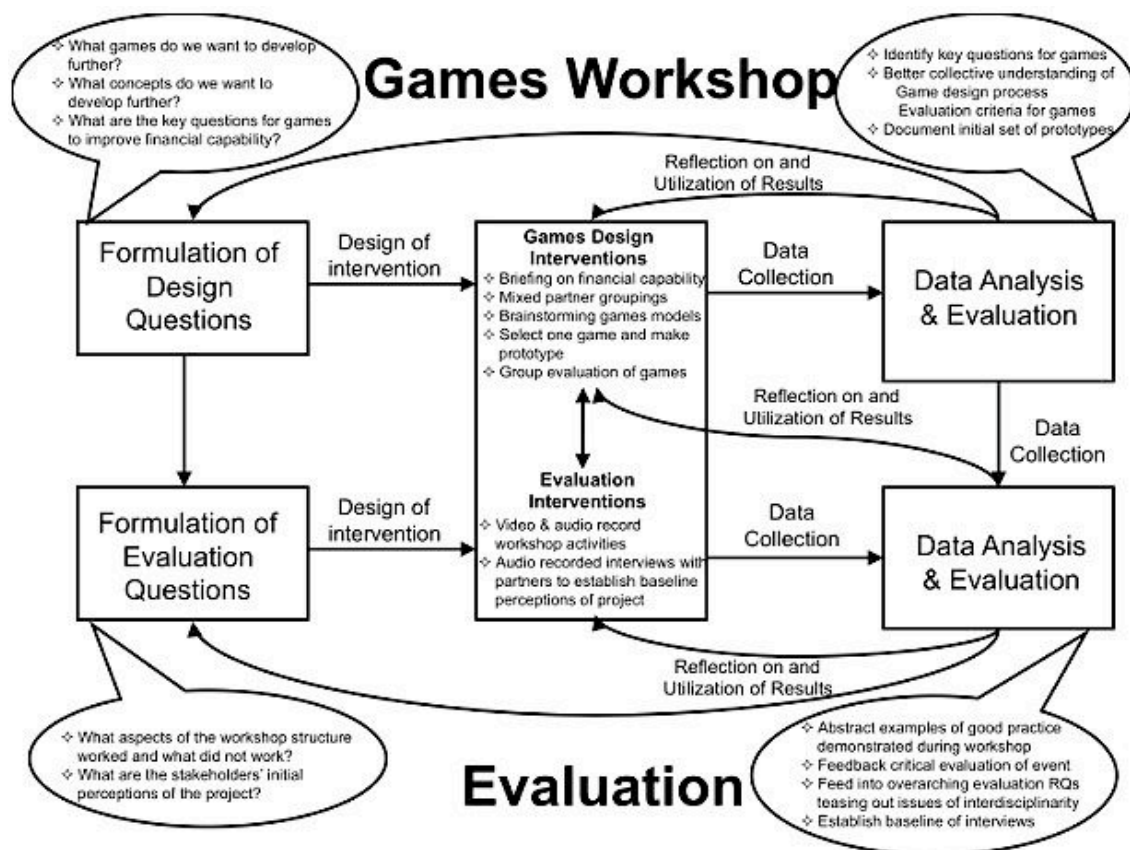 ❖ What games do we want to develop
further?
❖ What concepts do we want to
develop further?
❖ What are the key questions for games
to improve financial capability?
Games Workshop
❖ Identify key questions for games
❖ Better collective understanding of
Game design process
Evaluation criteria for games
❖ Document initial set of prototypes
Reflection on and
Utilization of Results
Formulation of
Design
Questions
Design of
intervention
Games Design
Interventions
❖ Briefing on financial capability
❖ Mixed partner groupings
❖ Brainstorming games models
❖ Select one game and make
prototype
❖ Group evaluation of games
Data
Collection
Data Analysis
& Evaluation
Reflection on and
Utilization of Results
Data
Collection
Formulation of
Evaluation
Questions
Design of
intervention
Evaluation
Interventions
❖ Video & audio record
workshop activities
❖ Audio recorded interviews with
partners to establish baseline
perceptions of project
Data
Collection
Data Analysis
& Evaluation
Reflection on and
Utilization of Results
❖ What aspects of the workshop structure
worked and what did not work?
❖ What are the stakeholders' initial
perceptions of the project?
Evaluation
❖ Abstract examples of good practice
demonstrated during workshop
❖ Feedback critical evaluation of event
❖ Feed into overarching evaluation RQs
teasing out issues of interdisciplinarity
❖ Establish baseline of interviews